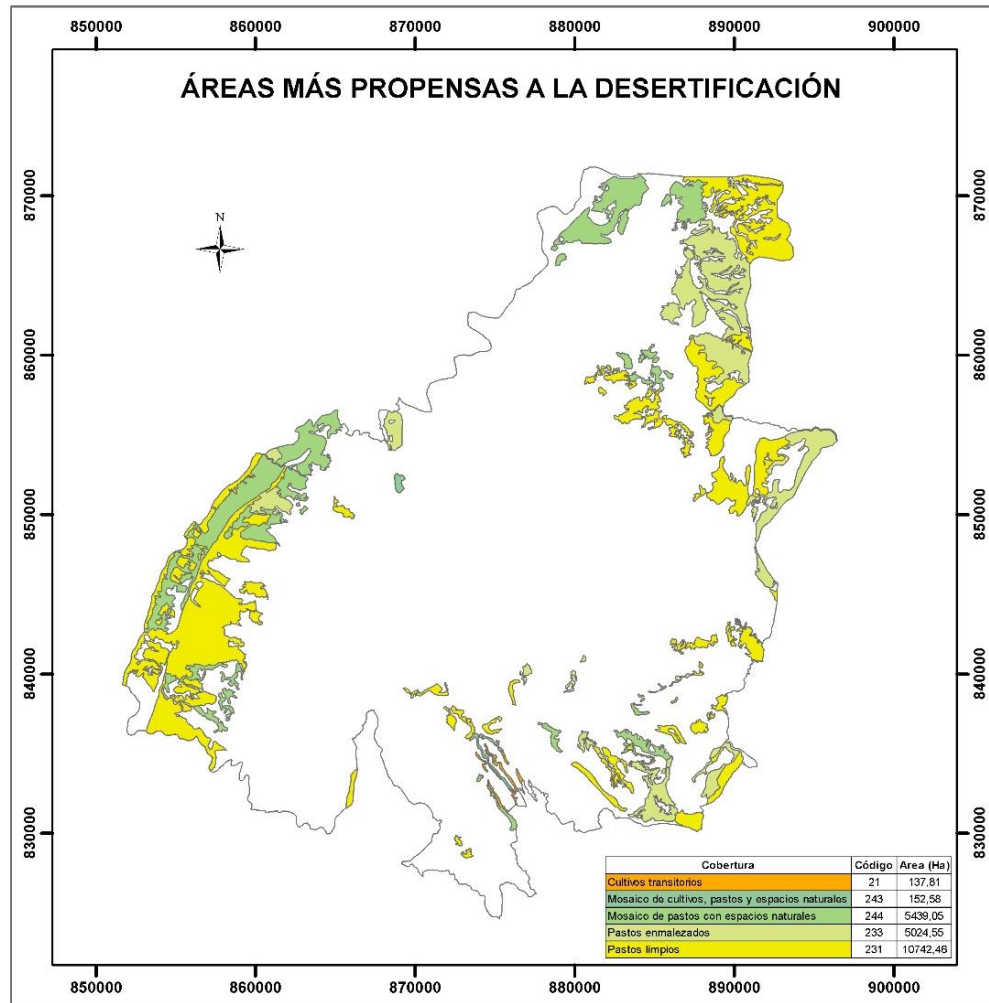 850000 860000 870000 880000 890000 900000
ÁREAS MÁS PROPENSAS A LA DESERTIFICACIÓN
870000 870000
N
860000 860000
850000 850000
840000 840000
830000 830000
Cobertura Código Area (Ha)
Cultivos transitorios 21 137,81
Mosaico de cultivos, pastos y espacios naturales 243 152,58
Mosaico de pastos con espacios naturales 244 5439,05
Pastos enmalezados 233 5024,55
Pastos limpios 231 10742,46
850000 860000 870000 880000 890000 900000